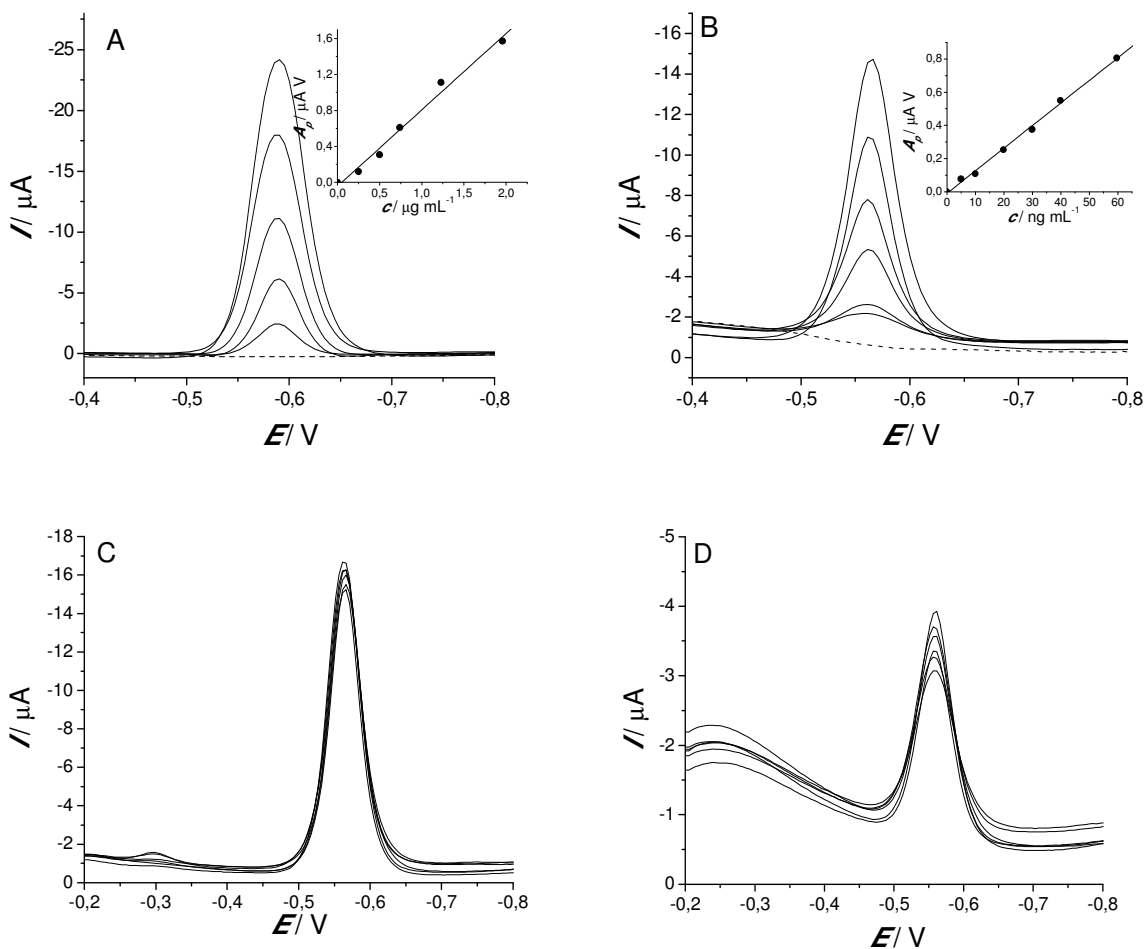 A
-25
-20
-15
-10
-5
0
I / µA
-0,4 -0,5 -0,6 -0,7 -0,8
E / V
1,6
1,2
0,8
0,4
0,0
Ap / µA V
0,0 0,5 1,0 1,5 2,0
c / µg mL-1
B
-16
-14
-12
-10
-8
-6
-4
-2
0
I / µA
-0,4 -0,5 -0,6 -0,7 -0,8
E / V
0,8
0,6
0,4
0,2
0,0
Ap / µA V
0 10 20 30 40 50 60
c / ng mL-1
C
-18
-16
-14
-12
-10
-8
-6
-4
-2
0
I / µA
-0,2 -0,3 -0,4 -0,5 -0,6 -0,7 -0,8
E / V
D
-5
-4
-3
-2
-1
0
I / µA
-0,2 -0,3 -0,4 -0,5 -0,6 -0,7 -0,8
E / V